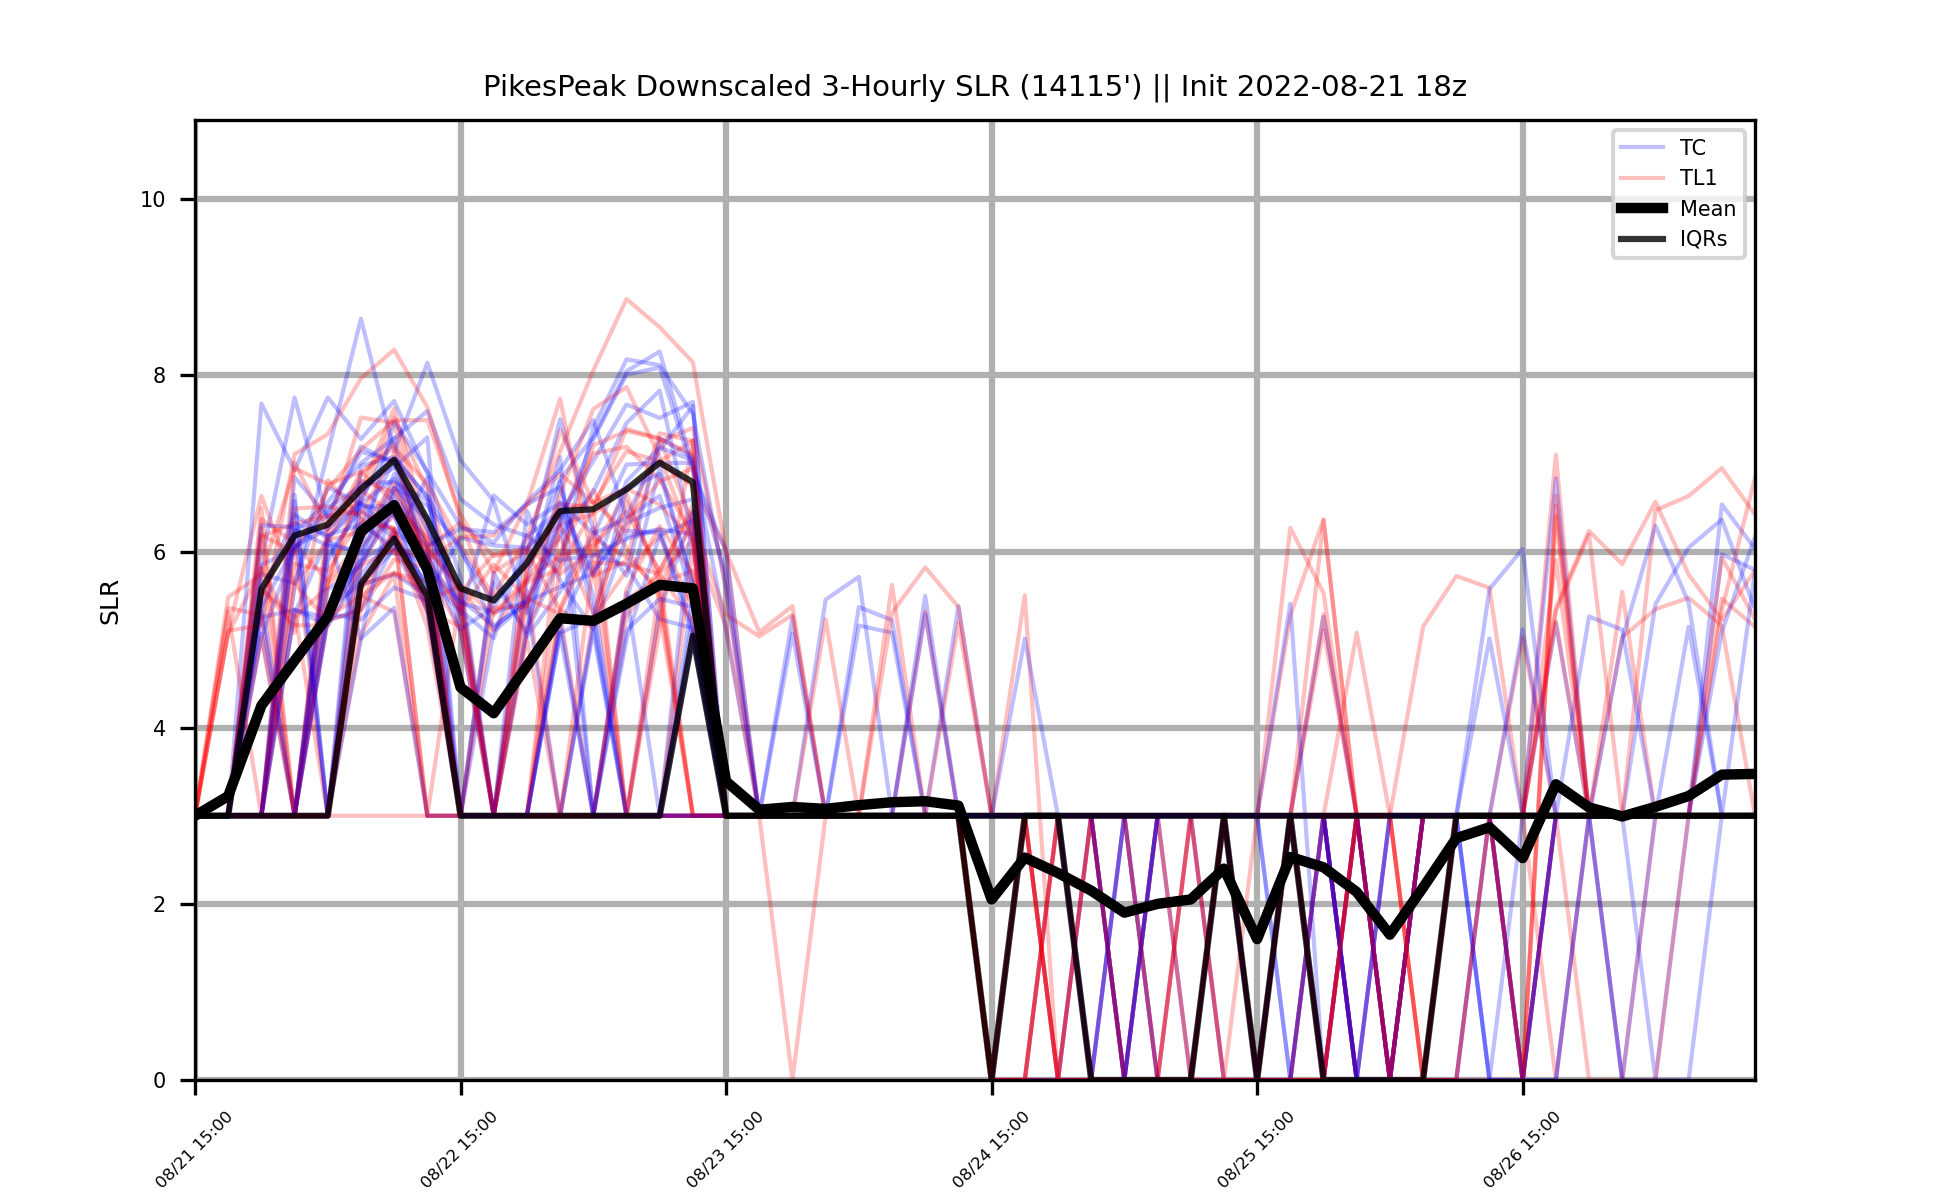 PikesPeak Downscaled 3-Hourly SLR (14115') || Init 2022-08-21 18z
TC
TL1
Mean
IQRs
SLR
10
8
6
4
2
0
08/21 15:00
08/22 15:00
08/23 15:00
08/24 15:00
08/25 15:00
08/26 15:00